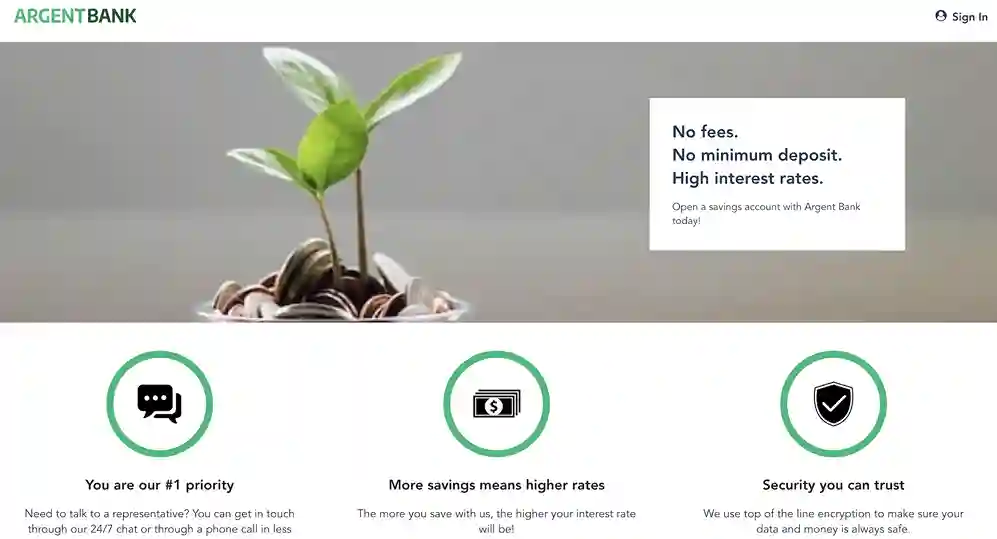 ARGENTBANK
Sign In
No fees.
No minimum deposit.
High interest rates.
Open a savings account with Argent Bank
today!
You are our #1 priority
Need to talk to a representative? You can get in touch
through our 24/7 chat or through a phone call in less
More savings means higher rates
The more you save with us, the higher your interest rate
will be!
Security you can trust
We use top of the line encryption to make sure your
data and money is always safe.